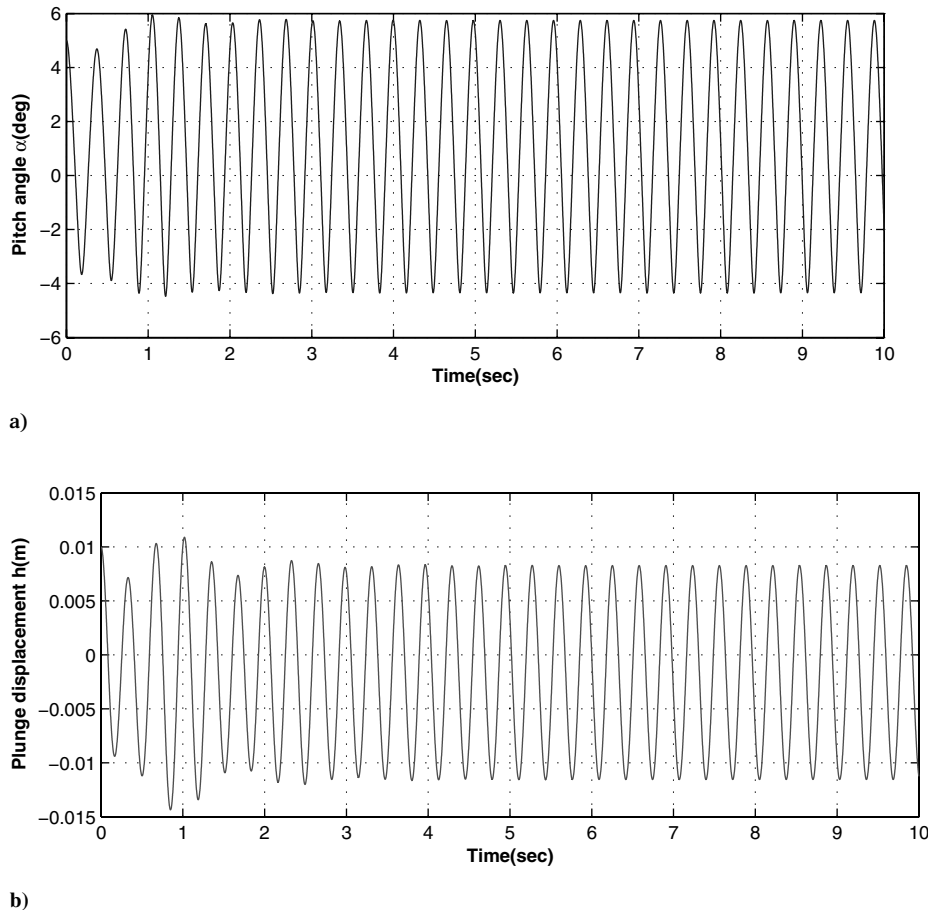 6
4
2
0
−2
−4
−6
Pitch angle α(deg)
0 1 2 3 4 5 6 7 8 9 10
Time(sec)
a)
0.015
0.01
0.005
0
−0.005
−0.01
−0.015
Plunge displacement h(m)
0 1 2 3 4 5 6 7 8 9 10
Time(sec)
b)